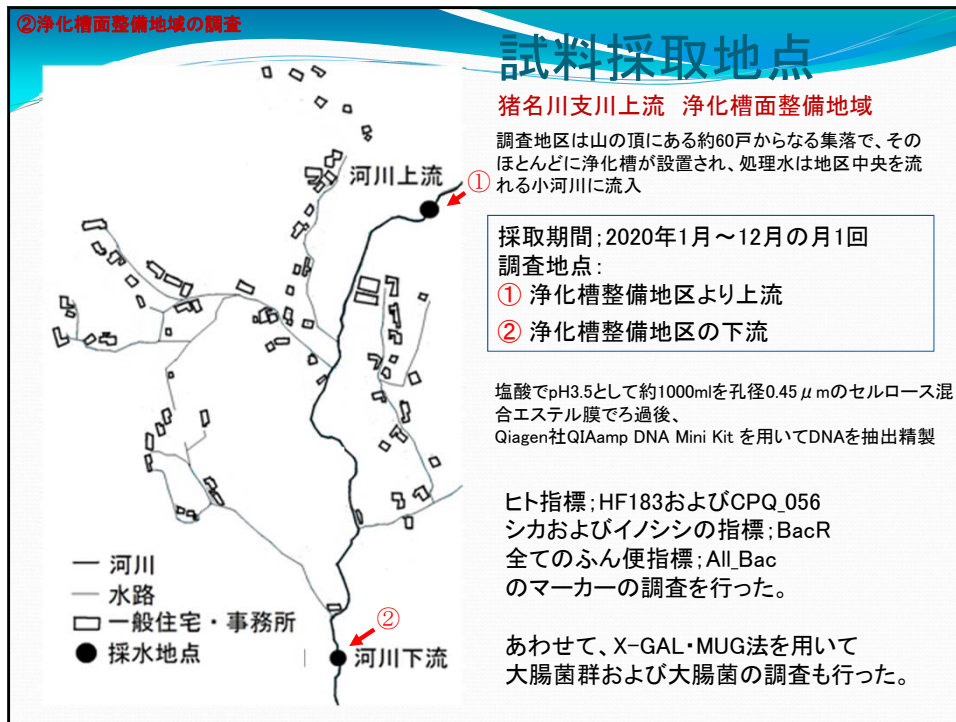 ②浄化槽面整備地域の調査
試料採取地点
猪名川支川上流 浄化槽面整備地域
調査地区は山の頂にある約60戸からなる集落で、その
ほとんどに浄化槽が設置され、処理水は地区中央を流
れる小河川に流入
採取期間;2020年1月～12月の月1回
調査地点:
① 浄化槽整備地区より上流
② 浄化槽整備地区の下流
塩酸でpH3.5として約1000mlを孔径0.45μmのセルロース混
合エステル膜でろ過後、
Qiagen社QIAamp DNA Mini Kit を用いてDNAを抽出精製
ヒト指標;HF183およびCPQ_056
シカおよびイノシシの指標;BacR
全てのふん便指標;All_Bac
のマーカーの調査を行った。
あわせて、X-GAL・MUG法を用いて
大腸菌群および大腸菌の調査も行った。
河川上流
①
河川
水路
一般住宅・事務所
採水地点
②
河川下流